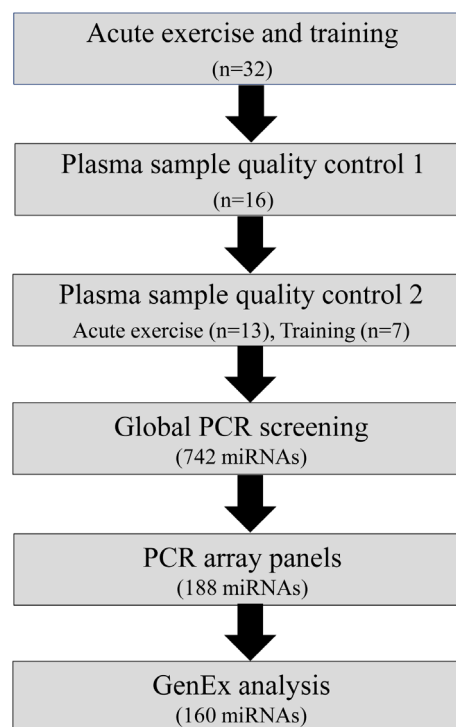 Acute exercise and training
(n=32)
Plasma sample quality control 1
(n=16)
Plasma sample quality control 2
Acute exercise (n=13), Training (n=7)
Global PCR screening
(742 miRNAs)
PCR array panels
(188 miRNAs)
GenEx analysis
(160 miRNAs)